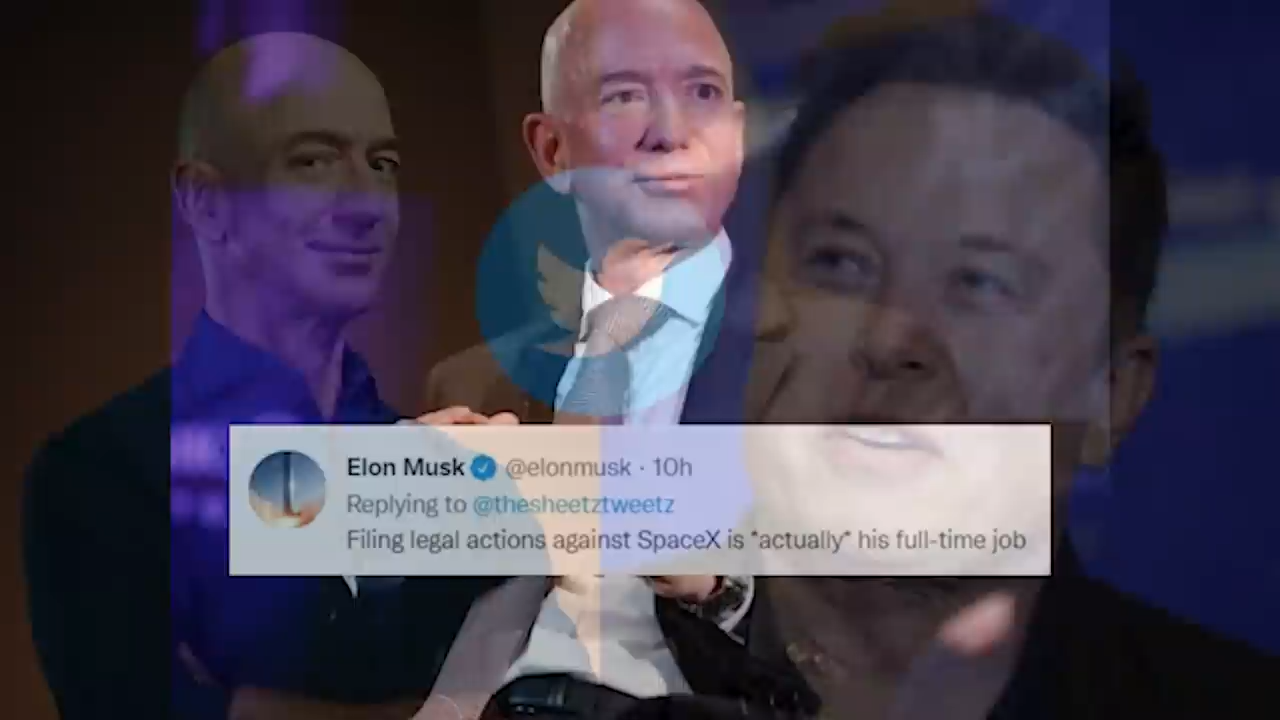 Elon Musk @elonmusk · 10h
Replying to @thesheetztweetz
Filing legal actions against SpaceX is *actually* his full-time job